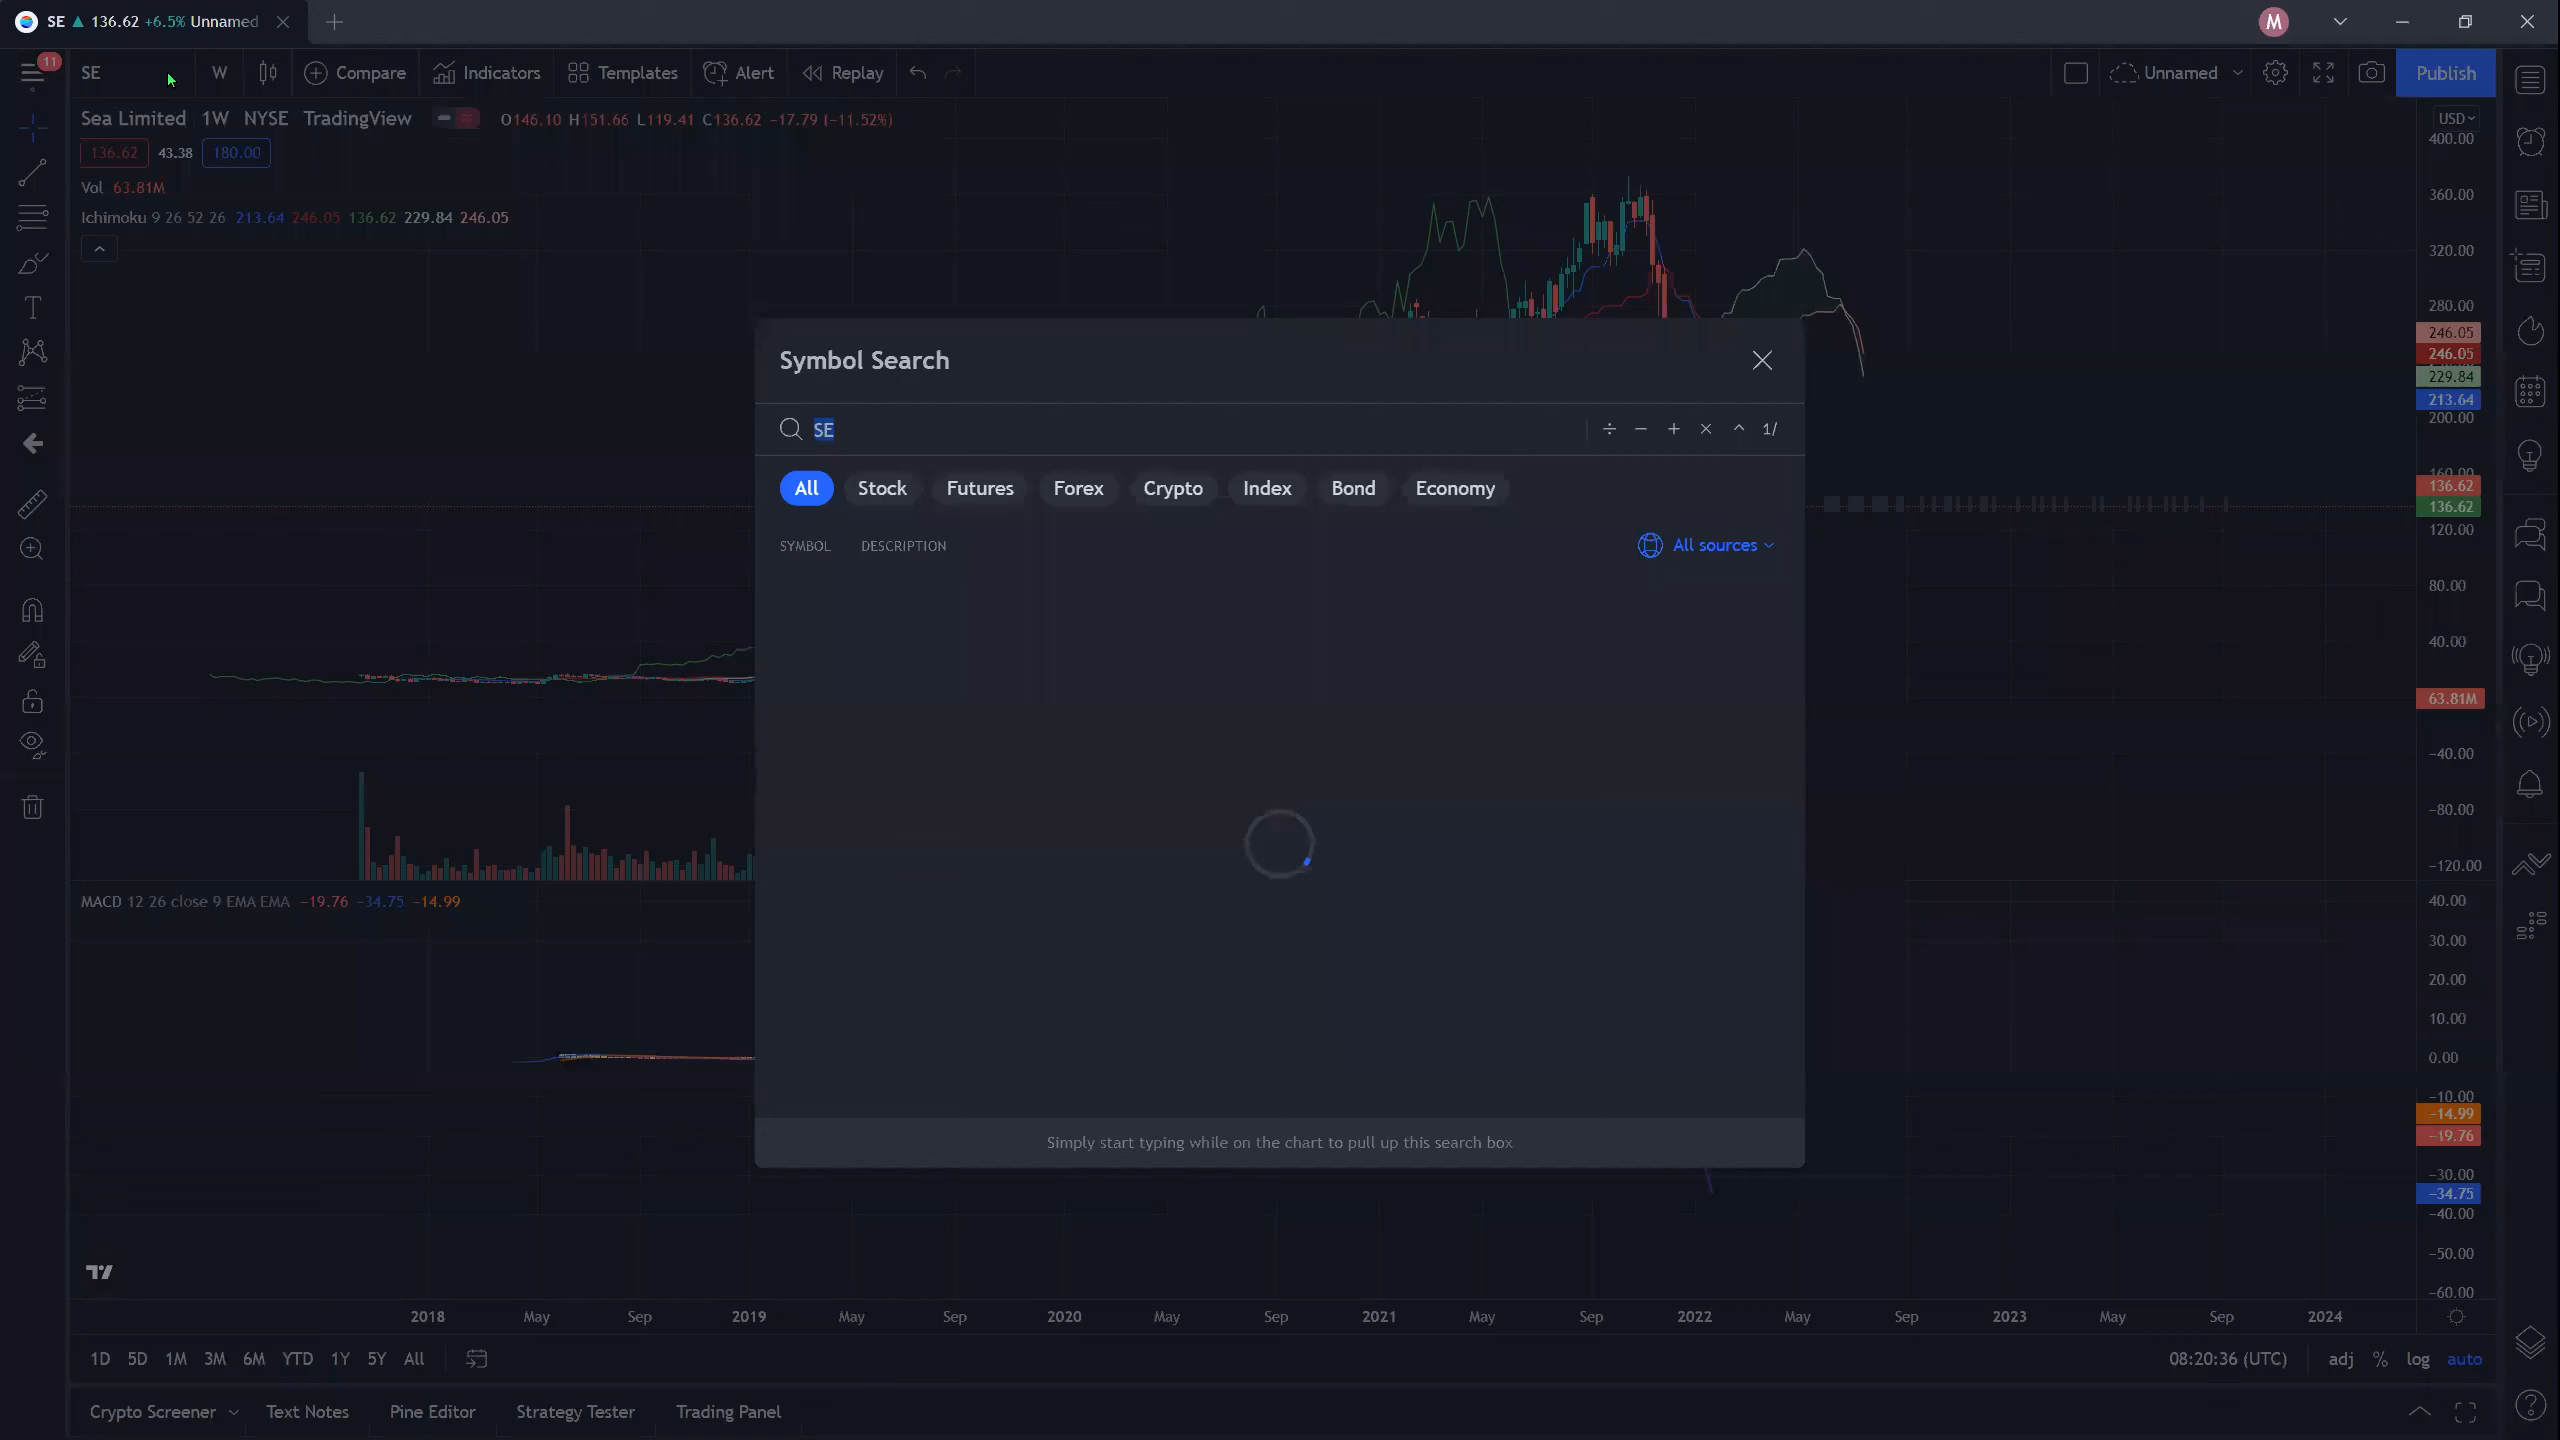 SE ▲ 136.62 +6.5% Unnamed
M
11
SE W Compare Indicators Templates Alert Replay Unnamed Publish
Sea Limited 1W NYSE TradingView O146.10 H151.66 L119.41 C136.62 −17.79 (−11.52%)
136.62 43.38 180.00
Vol 63.81M
Ichimoku 9 26 52 26 213.64 246.05 136.62 229.84 246.05
USD
400.00
360.00
320.00
280.00
246.05
246.05
229.84
213.64
200.00
160.00
136.62
136.62
120.00
80.00
40.00
63.81M
−40.00
−80.00
−120.00
Symbol Search
SE ÷ − + × ^ 1/
All Stock Futures Forex Crypto Index Bond Economy
SYMBOL DESCRIPTION All sources
Simply start typing while on the chart to pull up this search box
MACD 12 26 close 9 EMA EMA −19.76 −34.75 −14.99
40.00
30.00
20.00
10.00
0.00
−10.00
−14.99
−19.76
−30.00
−34.75
−40.00
−50.00
−60.00
2018 May Sep 2019 May Sep 2020 May Sep 2021 May Sep 2022 May Sep 2023 May Sep 2024
1D 5D 1M 3M 6M YTD 1Y 5Y All 08:20:36 (UTC) adj % log auto
Crypto Screener Text Notes Pine Editor Strategy Tester Trading Panel